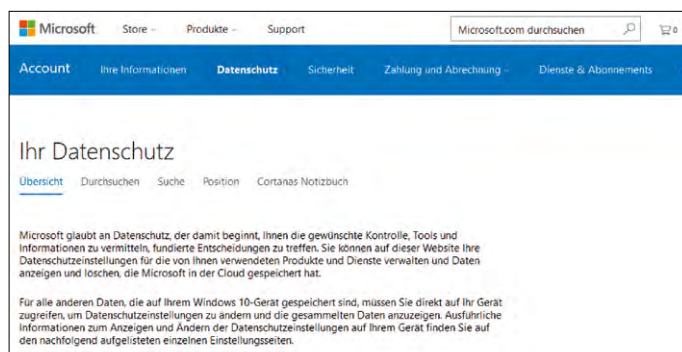 Microsoft Store Produkte Support Microsoft.com durchsuchen 0
Account Ihre Informationen Datenschutz Sicherheit Zahlung und Abrechnung Dienste & Abonnements
Ihr Datenschutz
Übersicht Durchsuchen Suche Position Cortanas Notizbuch
Microsoft glaubt an Datenschutz, der damit beginnt, Ihnen die gewünschte Kontrolle, Tools und
Informationen zu vermitteln, fundierte Entscheidungen zu treffen. Sie können auf dieser Website Ihre
Datenschutzeinstellungen für die von Ihnen verwendeten Produkte und Dienste verwalten und Daten
anzeigen und löschen, die Microsoft in der Cloud gespeichert hat.
Für alle anderen Daten, die auf Ihrem Windows 10-Gerät gespeichert sind, müssen Sie direkt auf Ihr Gerät
zugreifen, um Datenschutzeinstellungen zu ändern und die gesammelten Daten anzuzeigen. Ausführliche
Informationen zum Anzeigen und Ändern der Datenschutzeinstellungen auf Ihrem Gerät finden Sie auf
den nachfolgend aufgelisteten einzelnen Einstellungsseiten.